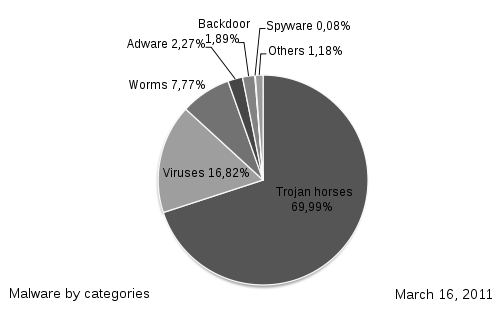 Backdoor
1,89%
Spyware 0,08%
Adware 2,27%
Others 1,18%
Worms 7,77%
Viruses 16,82%
Trojan horses
69,99%
Malware by categories
March 16, 2011